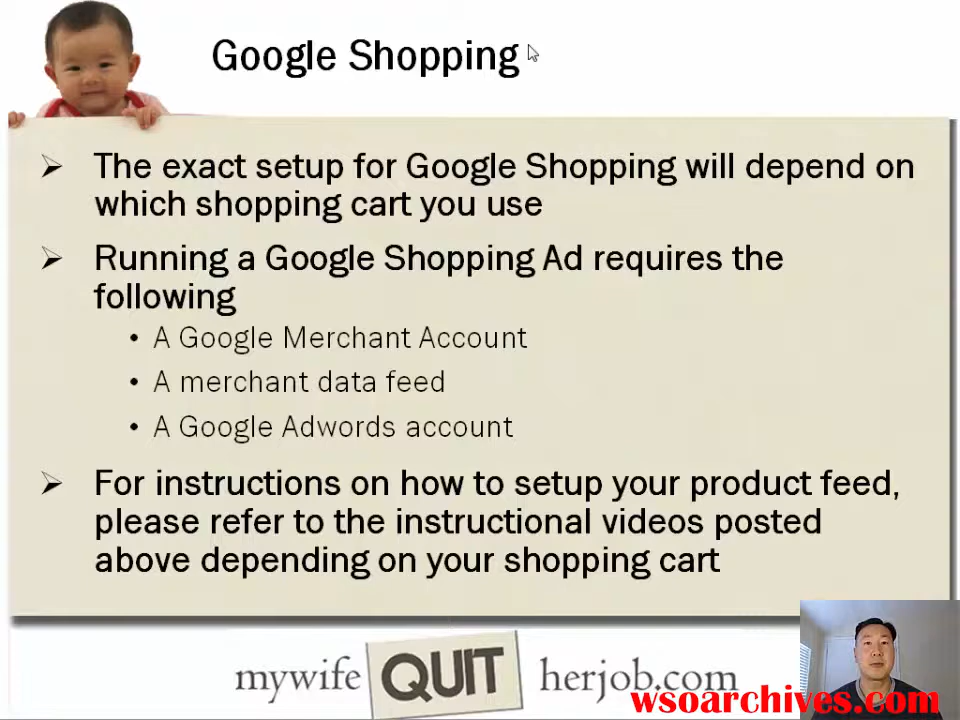 Google Shopping
The exact setup for Google Shopping will depend on
which shopping cart you use
Running a Google Shopping Ad requires the
following
• A Google Merchant Account
• A merchant data feed
• A Google Adwords account
For instructions on how to setup your product feed,
please refer to the instructional videos posted
above depending on your shopping cart
mywife QUIT herjob.com
wsoarchives.com